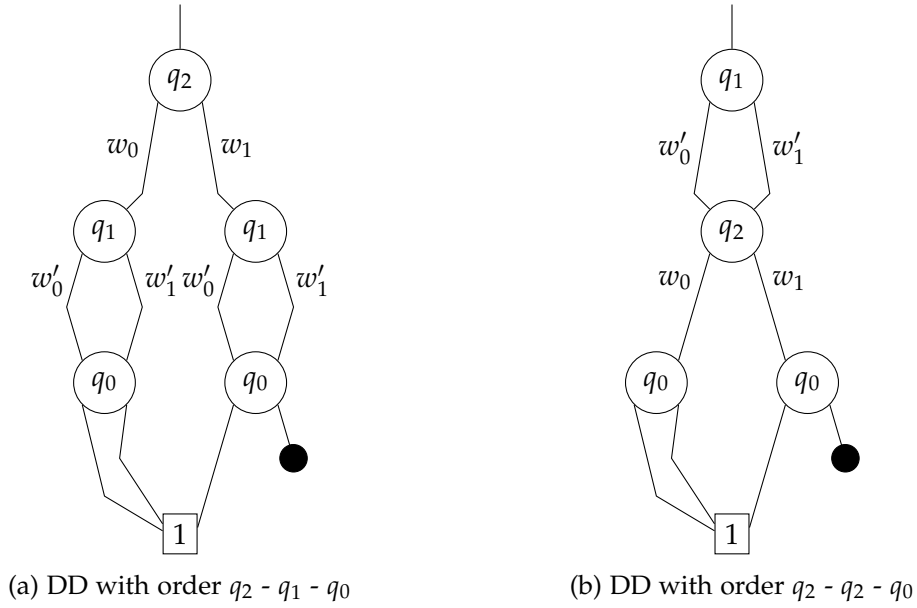 q₂ q₁
w₀ w₁ w′₀ w′₁
q₁ q₁ q₂
w′₀ w′₁ w′₀ w′₁ w₀ w₁
q₀ q₀ q₀ q₀
1 1
(a) DD with order q₂ - q₁ - q₀
(b) DD with order q₂ - q₂ - q₀